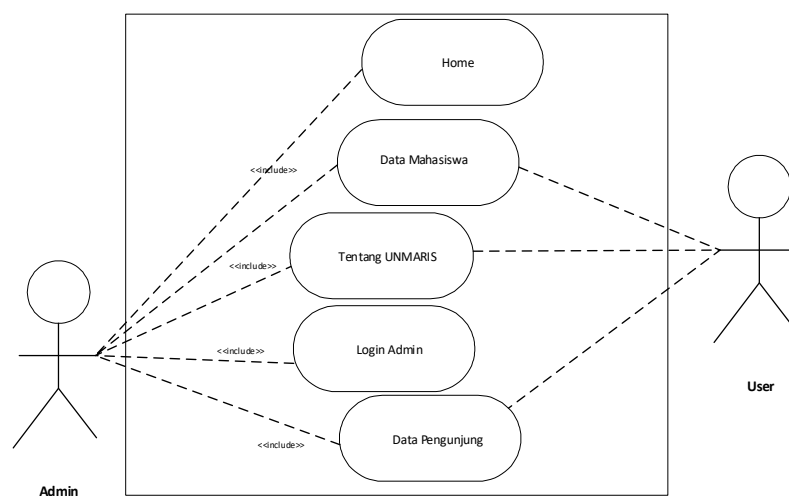 Home
<<include>>
Data Mahasiswa
<<include>>
Tentang UNMARIS
<<include>>
Login Admin
<<include>>
Data Pengunjung
User
Admin